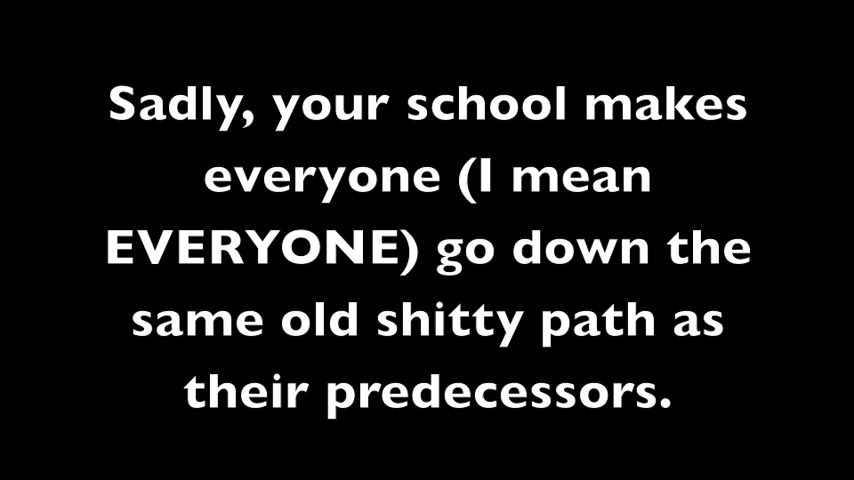 Sadly, your school makes
everyone (I mean
EVERYONE) go down the
same old shitty path as
their predecessors.